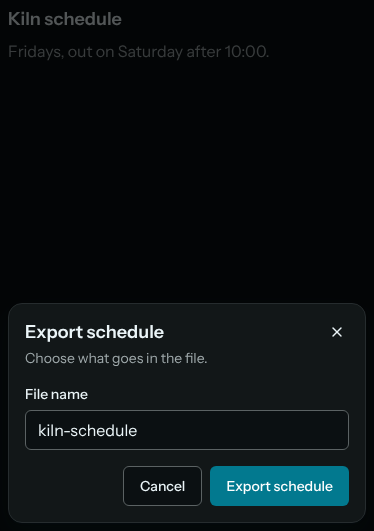 Kiln schedule
Fridays, out on Saturday after 10:00.
Export schedule
Choose what goes in the file.
File name
kiln-schedule
Cancel
Export schedule